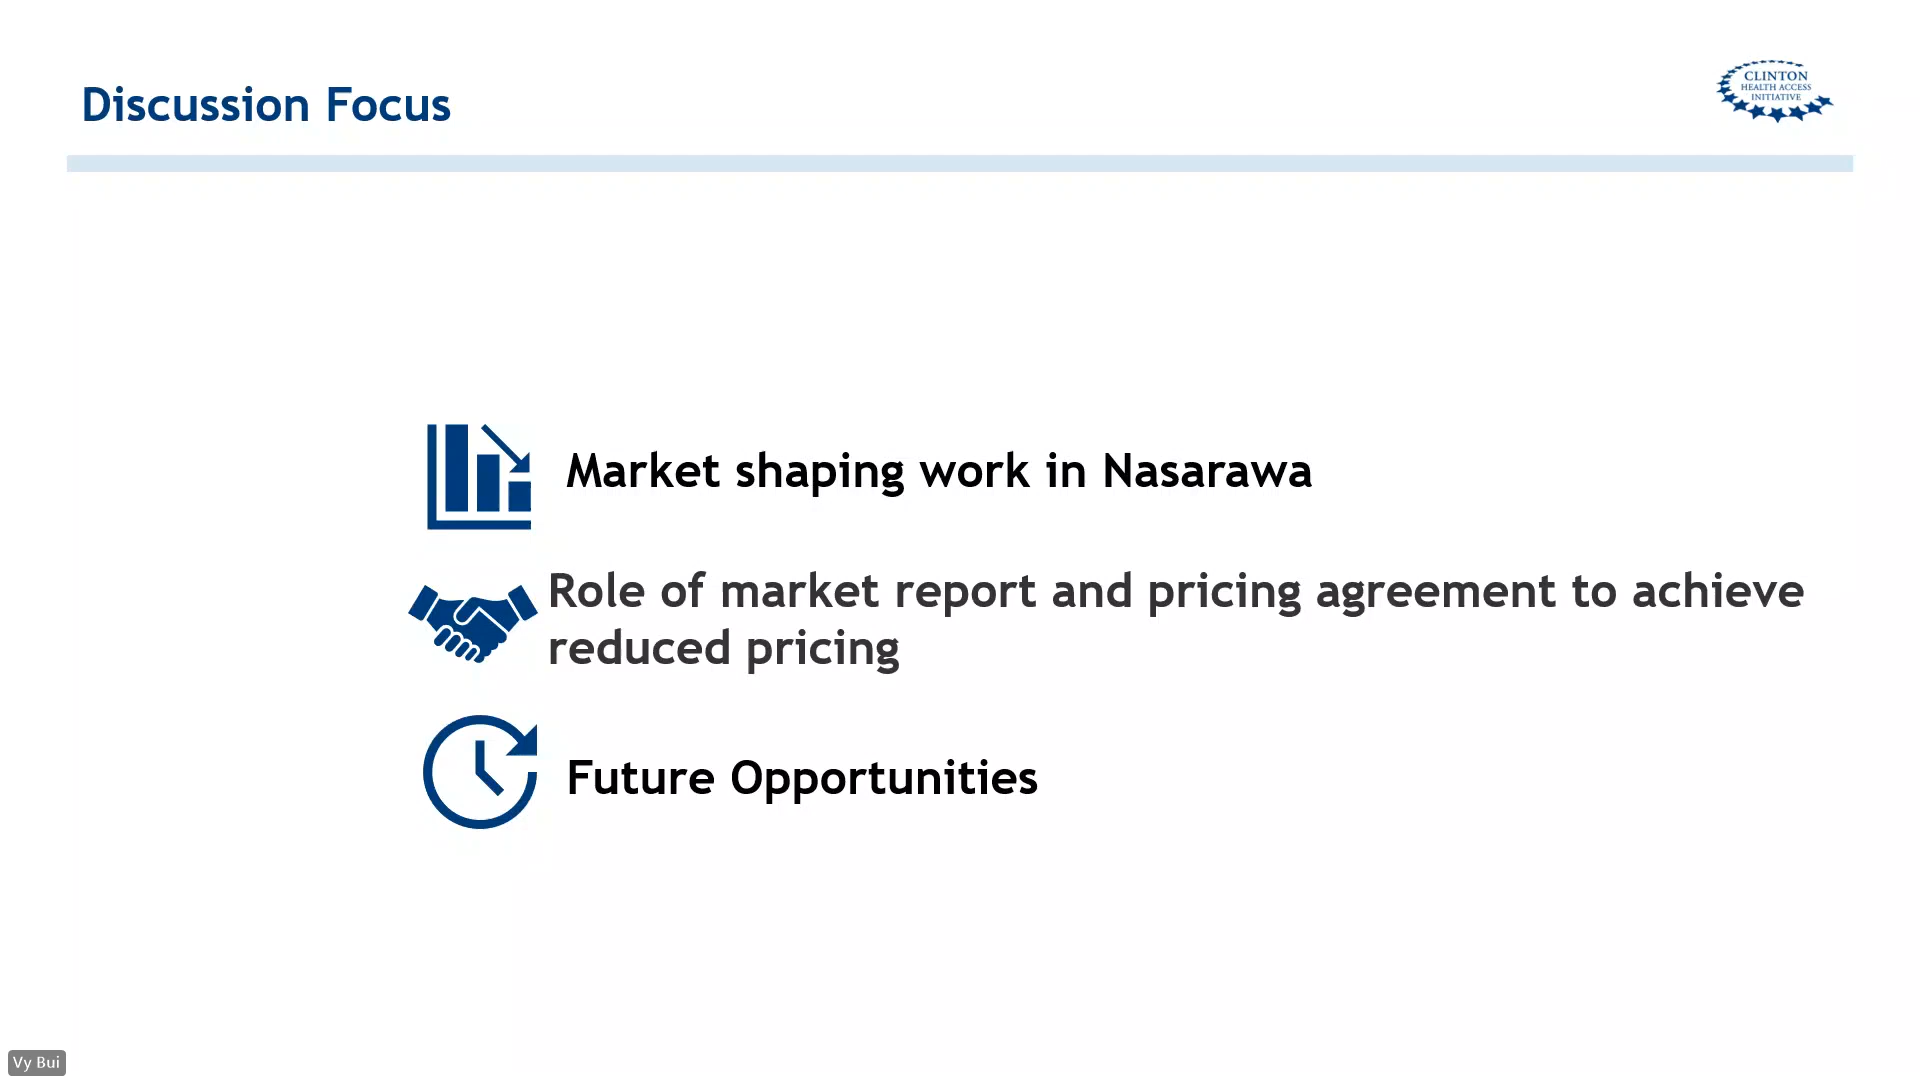 Discussion Focus
CLINTON
HEALTH ACCESS
INITIATIVE
Market shaping work in Nasarawa
Role of market report and pricing agreement to achieve
reduced pricing
Future Opportunities
Vy Bui